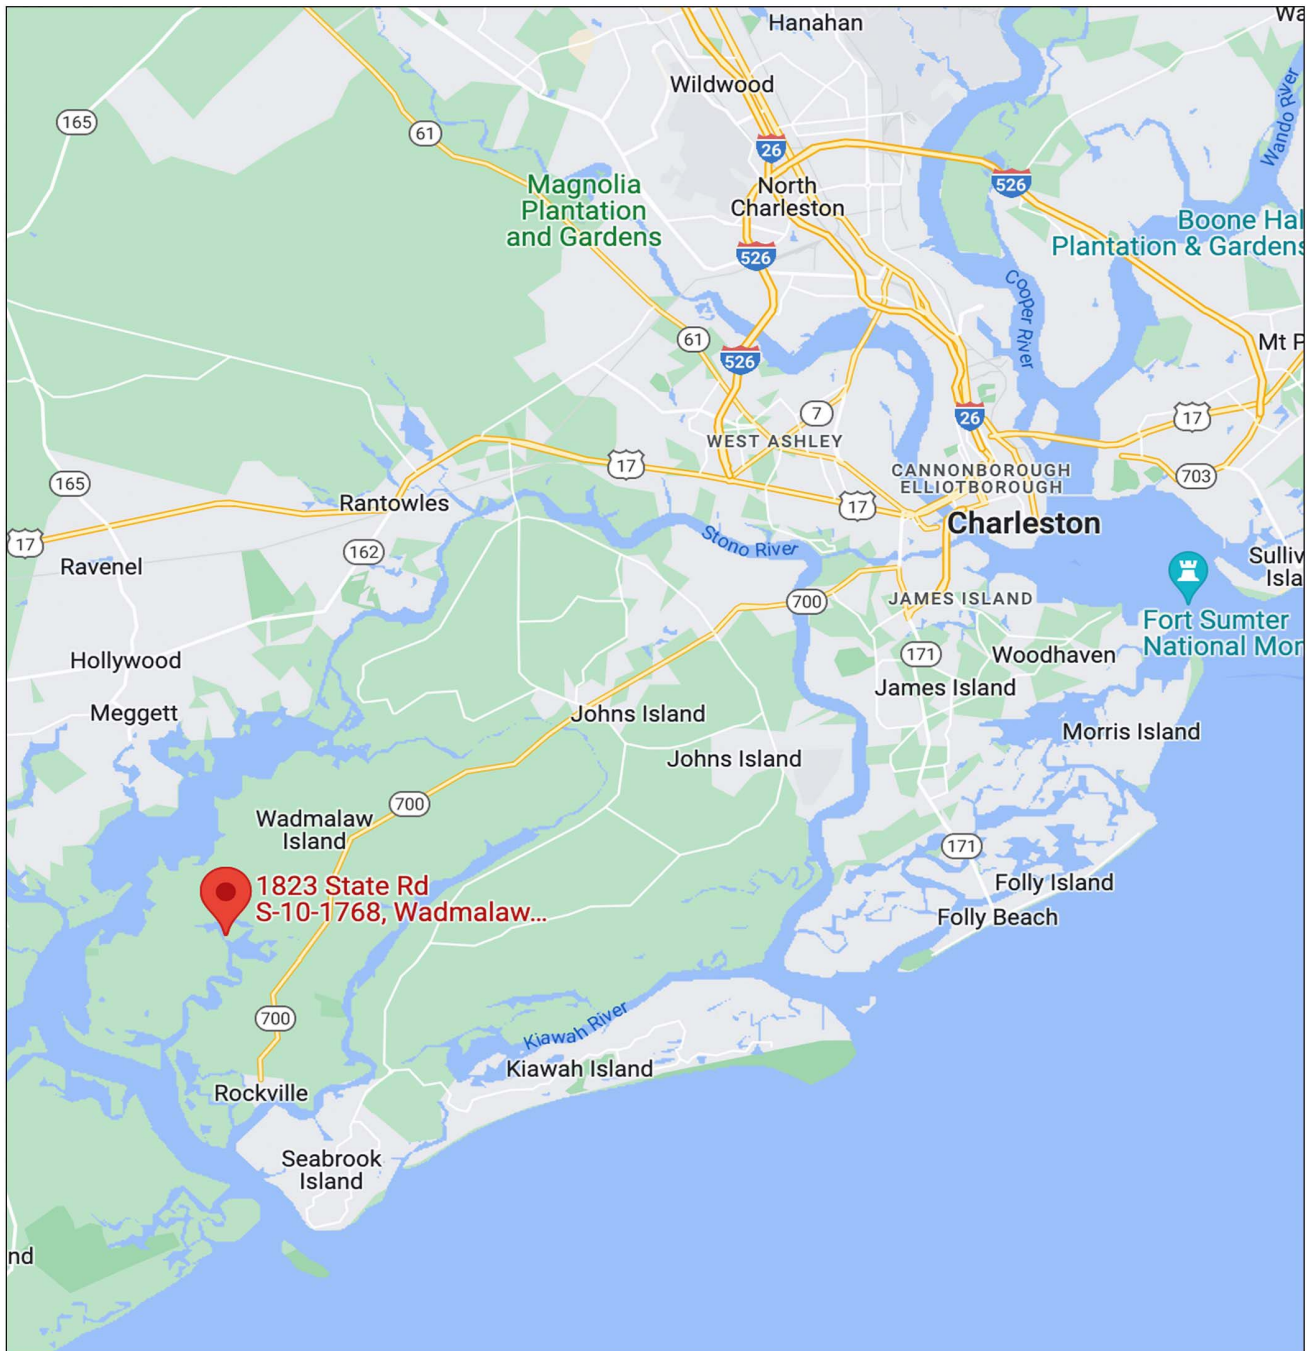 Hanahan
Wildwood
165
61
26
Wando River
526
Magnolia
Plantation
and Gardens
North
Charleston
Boone Hal
Plantation & Gardens
526
Cooper River
61
526
Mt P
7
26
17
WEST ASHLEY
17
CANNONBOROUGH
ELLIOTBOROUGH
703
165
Rantowles
17
Charleston
17
Stono River
162
Ravenel
Sulliv
Isla
700
JAMES ISLAND
Fort Sumter
National Mor
171
Woodhaven
Hollywood
James Island
Meggett
Johns Island
Morris Island
Johns Island
700
Wadmalaw
Island
171
1823 State Rd
S-10-1768, Wadmalaw...
Folly Island
Folly Beach
700
Kiawah River
Kiawah Island
Rockville
Seabrook
Island
nd